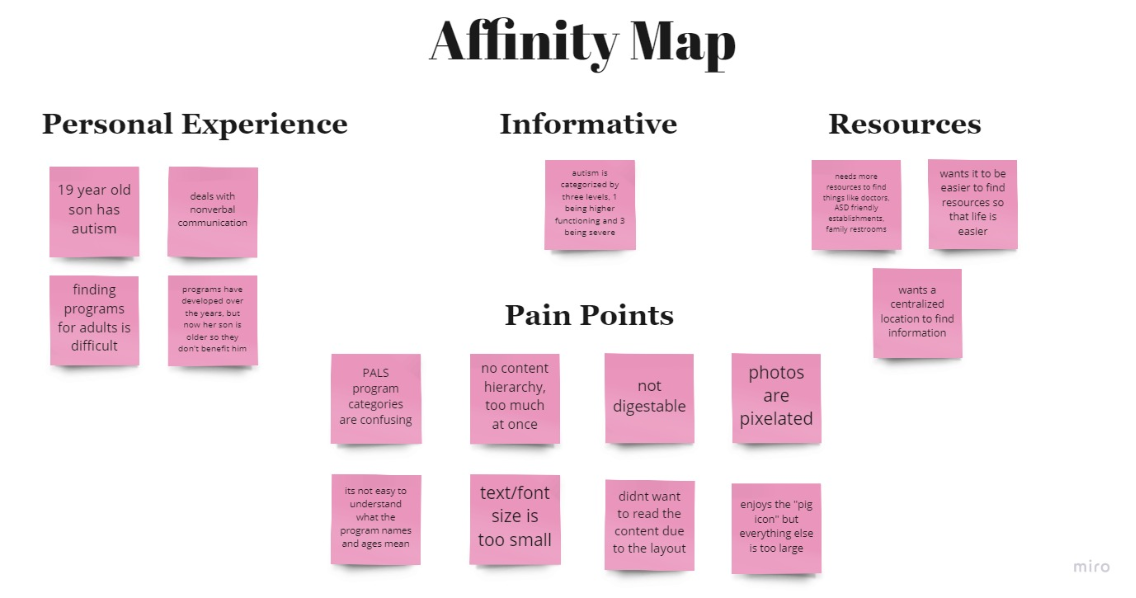 Affinity Map
Personal Experience
19 year old
son has
autism
deals with
nonverbal
communication
finding
programs
for adults is
difficult
programs have
developed over
the years, but
now her son is
older so they
don't benefit him
Informative
autism is
categorized by
three levels, 1
being higher
functioning and 3
being severe
Resources
needs more
resources to find
things like doctors,
ASD friendly
establishments,
family restrooms
wants it to be
easier to find
resources so
that life is
easier
wants a
centralized
location to find
information
Pain Points
PALS
program
categories
are confusing
no content
hierarchy,
too much
at once
not
digestable
photos
are
pixelated
its not easy to
understand
what the
program names
and ages mean
text/font
size is
too small
didnt want
to read the
content due
to the layout
enjoys the "pig
icon" but
everything else
is too large
miro